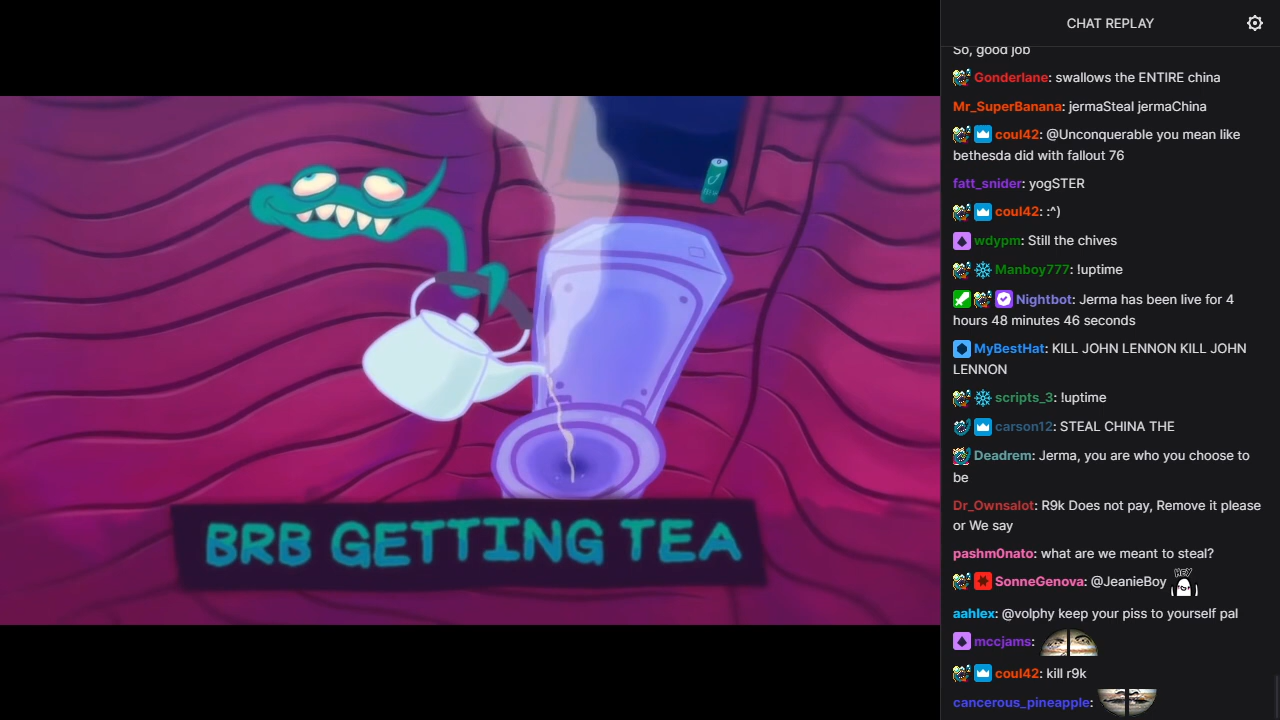 CHAT REPLAY
So, good job
Gonderlane: swallows the ENTIRE china
Mr_SuperBanana: jermaSteal jermaChina
coul42: @Unconquerable you mean like
bethesda did with fallout 76
fatt_snider: yogSTER
coul42: :^)
wdypm: Still the chives
Manboy777: !uptime
Nightbot: Jerma has been live for 4
hours 48 minutes 46 seconds
MyBestHat: KILL JOHN LENNON KILL JOHN
LENNON
scripts_3: !uptime
carson12: STEAL CHINA THE
Deadrem: Jerma, you are who you choose to
be
Dr_Ownsalot: R9k Does not pay, Remove it please
or We say
pashm0nato: what are we meant to steal?
SonneGenova: @JeanieBoy HEY
aahlex: @volphy keep your piss to yourself pal
mccjams:
coul42: kill r9k
cancerous_pineapple:
BRB GETTING TEA